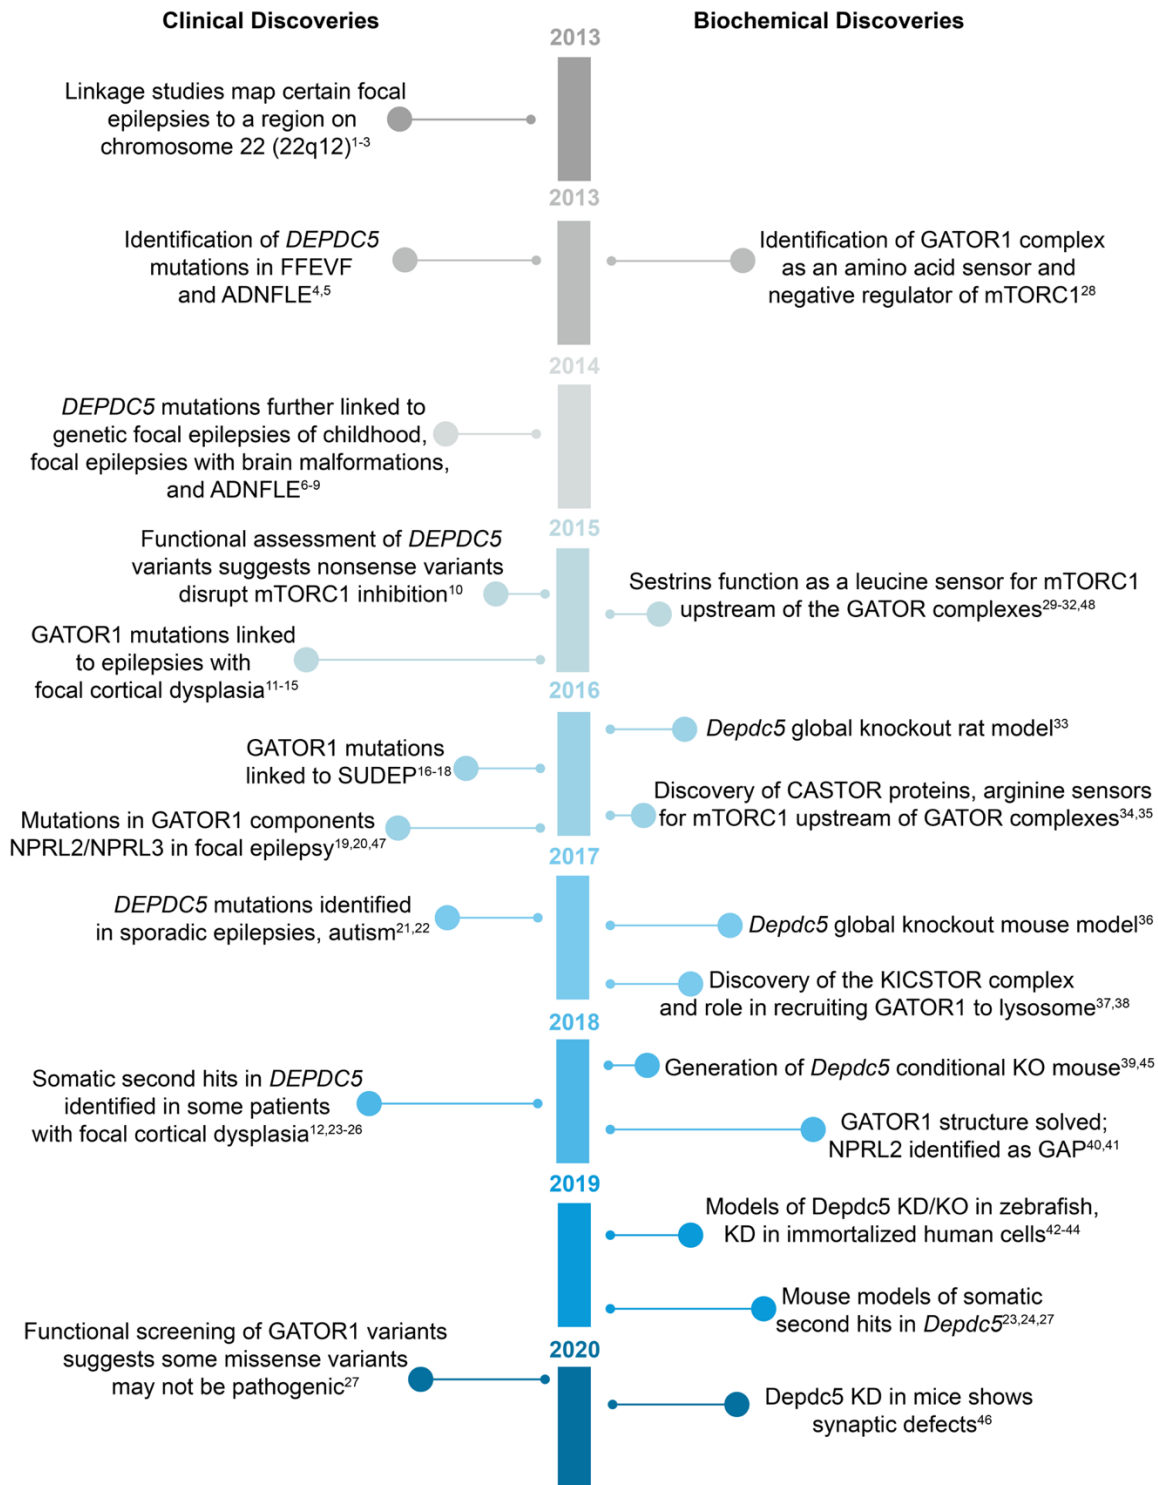 Clinical Discoveries
Biochemical Discoveries
2013
Linkage studies map certain focal
epilepsies to a region on
chromosome 22 (22q12)1-3
2013
Identification of DEPDC5
mutations in FFEVF
and ADNFLE4,5
Identification of GATOR1 complex
as an amino acid sensor and
negative regulator of mTORC128
2014
DEPDC5 mutations further linked to
genetic focal epilepsies of childhood,
focal epilepsies with brain malformations,
and ADNFLE6-9
2015
Functional assessment of DEPDC5
variants suggests nonsense variants
disrupt mTORC1 inhibition10
Sestrins function as a leucine sensor for mTORC1
upstream of the GATOR complexes29-32,48
GATOR1 mutations linked
to epilepsies with
focal cortical dysplasia11-15
2016
Depdc5 global knockout rat model33
GATOR1 mutations
linked to SUDEP16-18
Discovery of CASTOR proteins, arginine sensors
for mTORC1 upstream of GATOR complexes34,35
Mutations in GATOR1 components
NPRL2/NPRL3 in focal epilepsy19,20,47
2017
DEPDC5 mutations identified
in sporadic epilepsies, autism21,22
Depdc5 global knockout mouse model36
Discovery of the KICSTOR complex
and role in recruiting GATOR1 to lysosome37,38
2018
Generation of Depdc5 conditional KO mouse39,45
Somatic second hits in DEPDC5
identified in some patients
with focal cortical dysplasia12,23-26
GATOR1 structure solved;
NPRL2 identified as GAP40,41
2019
Models of Depdc5 KD/KO in zebrafish,
KD in immortalized human cells42-44
Mouse models of somatic
second hits in Depdc523,24,27
2020
Functional screening of GATOR1 variants
suggests some missense variants
may not be pathogenic27
Depdc5 KD in mice shows
synaptic defects46